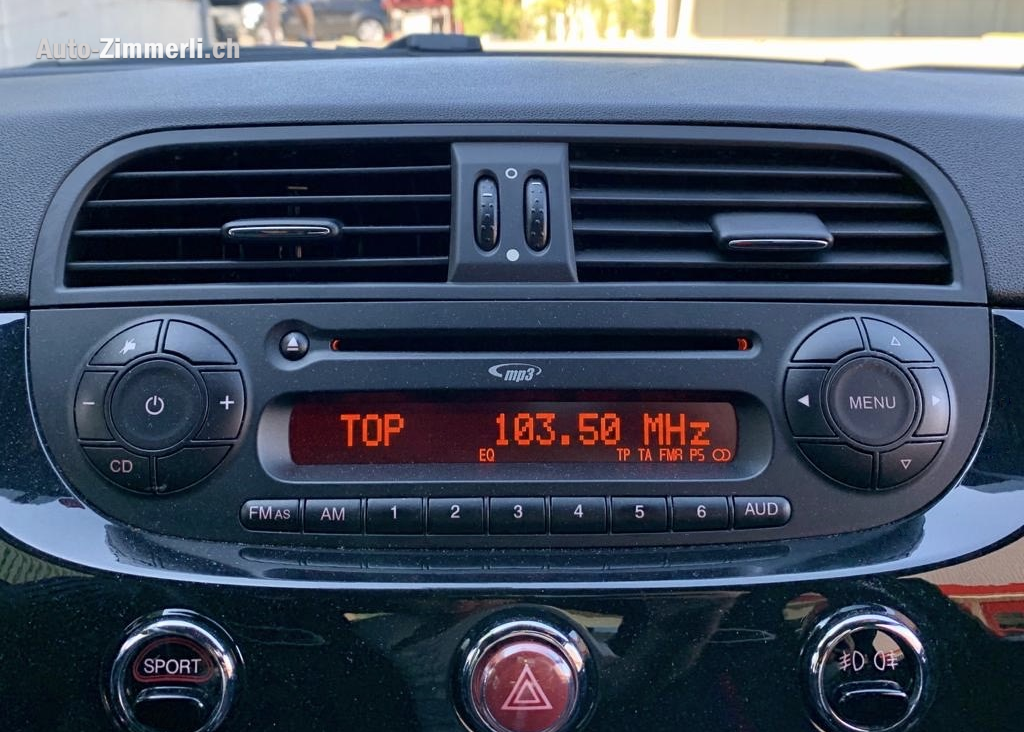 Auto-Zimmerli.ch
mp3
TOP 103.50 MHz
EQ TP TA FMR PS
MENU
CD
FM AS AM 1 2 3 4 5 6 AUD
SPORT